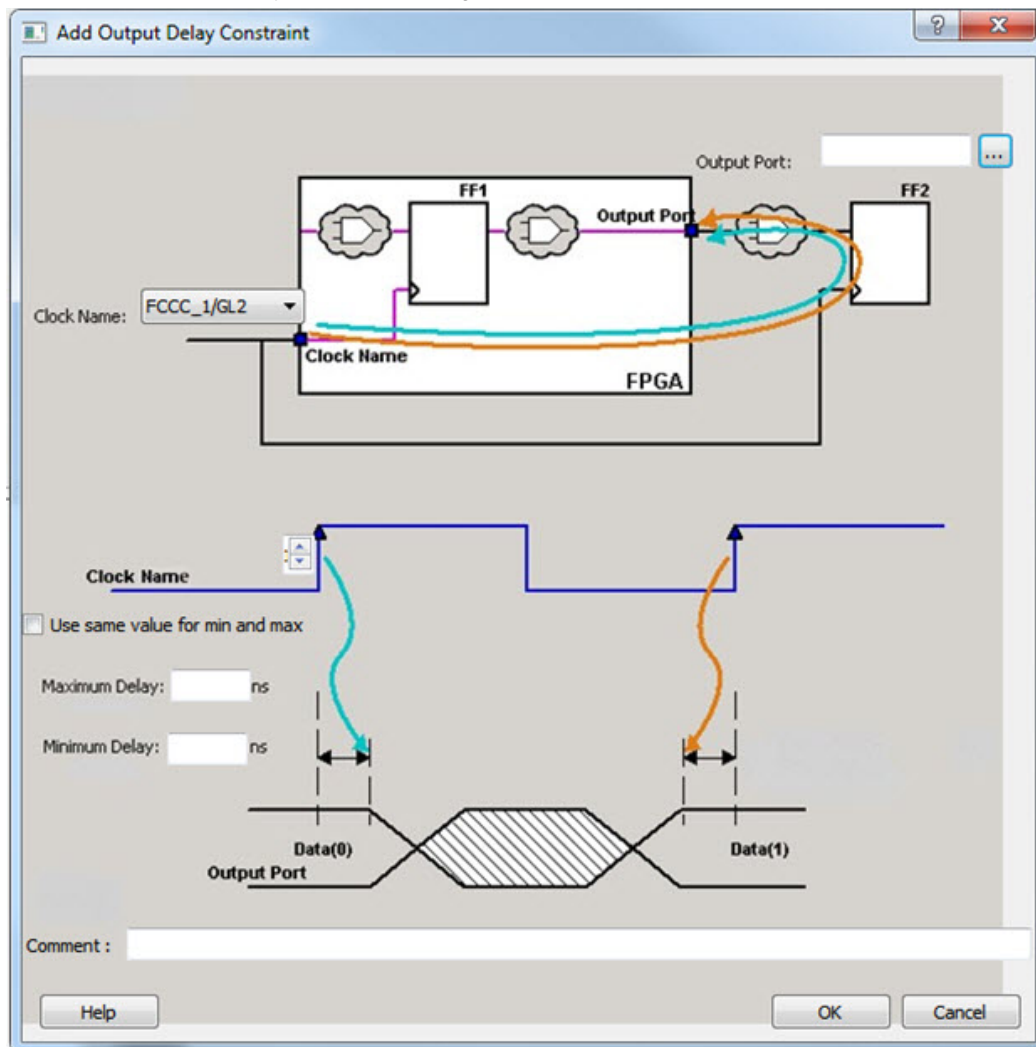 Add Output Delay Constraint
Output Port:
...
FF1
FF2
Output Port
Clock Name:
FCCC_1/GL2
Clock Name
FPGA
Clock Name
Use same value for min and max
Maximum Delay:
ns
Minimum Delay:
ns
Data(0)
Data(1)
Output Port
Comment :
Help
OK
Cancel